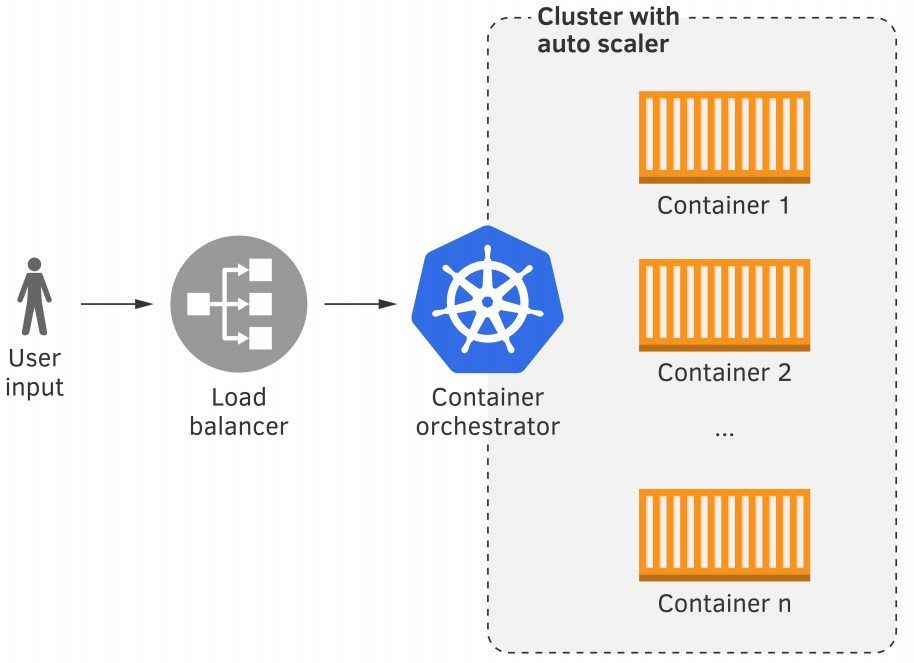 Cluster with
auto scaler
Container 1
User
input
Load
balancer
Container
orchestrator
Container 2
...
Container n